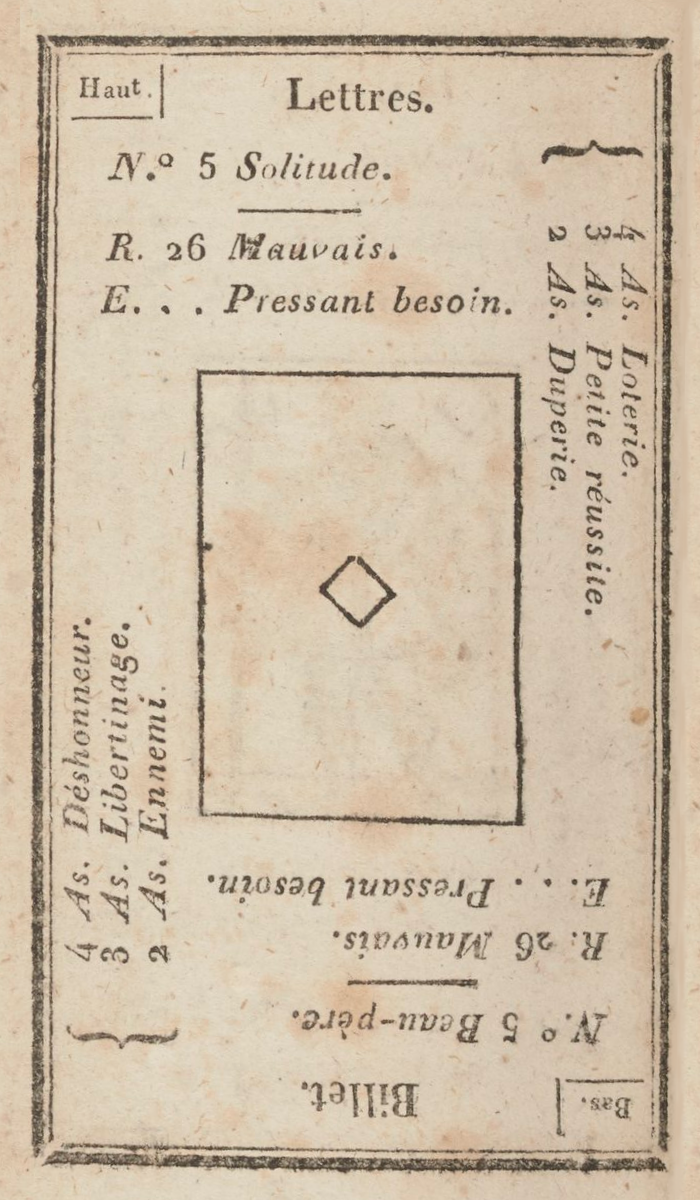 Haut.
Lettres.
N.º 5 Solitude.
R. 26 Mauvais.
E. . . Pressant besoin.
4 As. Loterie.
3 As. Petite réussite.
2 As. Duperie.
4 As. Déshonneur.
3 As. Libertinage.
2 As. Ennemi.
Bas.
Billet.
N.º 5 Beau-père.
R. 26 Mauvais.
E. . . Pressant besoin.